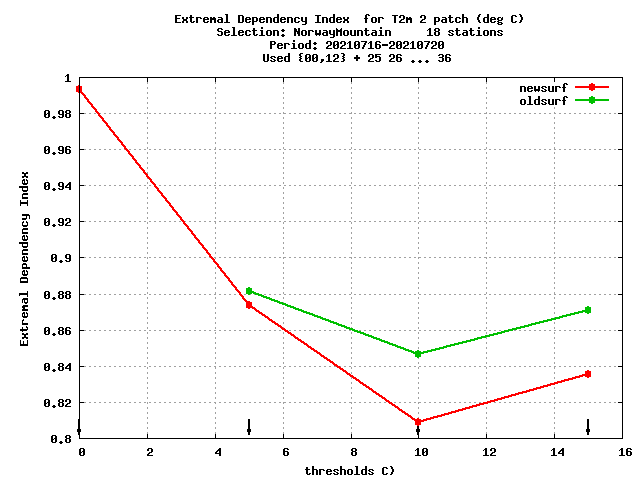 Extremal Dependency Index  for T2m 2 patch (deg C)
Selection: NorwayMountain     18 stations
Period: 20210716-20210720
Used {00,12} + 25 26 ... 36
newsurf
oldsurf
1
0.98
0.96
0.94
0.92
0.9
0.88
0.86
0.84
0.82
0.8
Extremal Dependency Index
0 2 4 6 8 10 12 14 16
thresholds C)